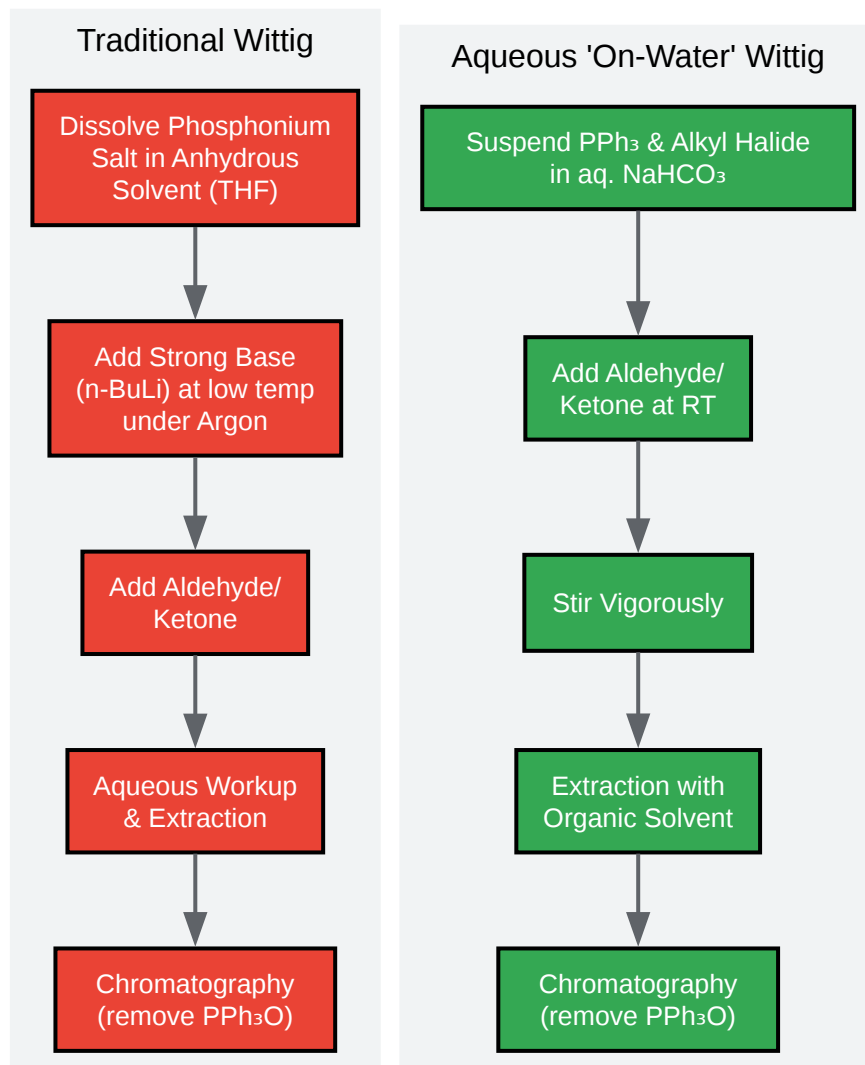 Traditional Wittig
Dissolve Phosphonium
Salt in Anhydrous
Solvent (THF)
Add Strong Base
(n-BuLi) at low temp
under Argon
Add Aldehyde/
Ketone
Aqueous Workup
& Extraction
Chromatography
(remove PPh₃O)
Aqueous 'On-Water' Wittig
Suspend PPh₃ & Alkyl Halide
in aq. NaHCO₃
Add Aldehyde/
Ketone at RT
Stir Vigorously
Extraction with
Organic Solvent
Chromatography
(remove PPh₃O)